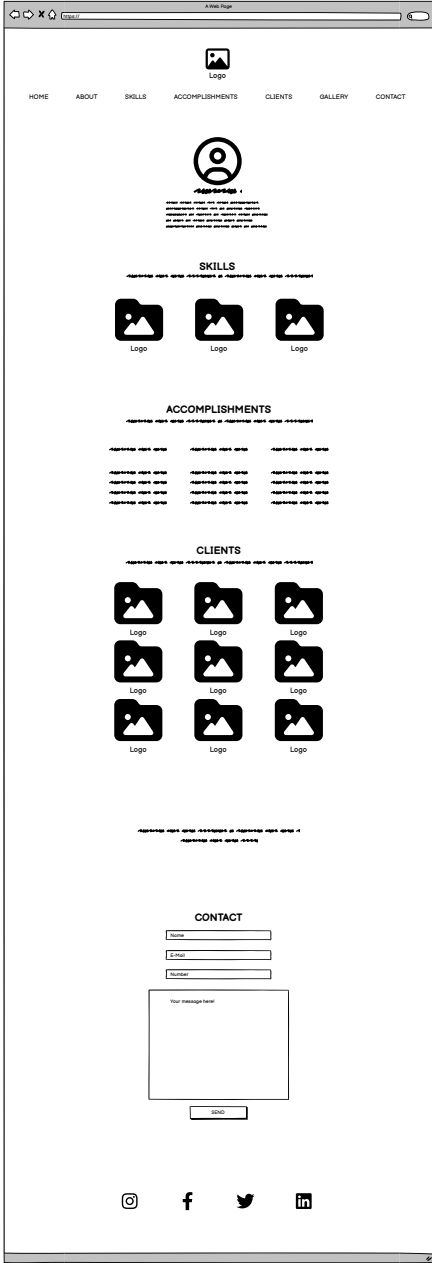 A Web Page
https://
Logo
HOME ABOUT SKILLS ACCOMPLISHMENTS CLIENTS GALLERY CONTACT
SKILLS
Logo Logo Logo
ACCOMPLISHMENTS
CLIENTS
Logo Logo Logo
Logo Logo Logo
Logo Logo Logo
CONTACT
Name
E-Mail
Number
Your message here!
SEND